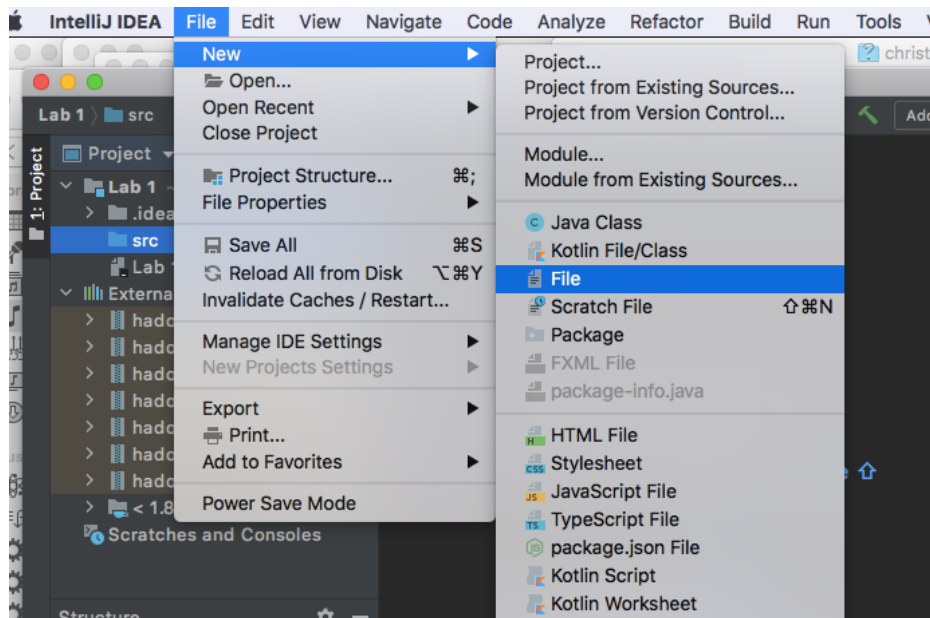 IntelliJ IDEA File Edit View Navigate Code Analyze Refactor Build Run Tools
christ
Lab 1 src
Add
Project
1: Project
Lab 1
.idea
src
Lab
Externa
hado
hado
hado
hado
hado
hado
hado
< 1.8
Scratches and Consoles
Structure
New
Open...
Open Recent
Close Project
Project Structure... ⌘;
File Properties
Save All ⌘S
Reload All from Disk ⌥⌘Y
Invalidate Caches / Restart...
Manage IDE Settings
New Projects Settings
Export
Print...
Add to Favorites
Power Save Mode
Project...
Project from Existing Sources...
Project from Version Control...
Module...
Module from Existing Sources...
Java Class
Kotlin File/Class
File
Scratch File ⇧⌘N
Package
FXML File
package-info.java
HTML File
Stylesheet
JavaScript File
TypeScript File
package.json File
Kotlin Script
Kotlin Worksheet